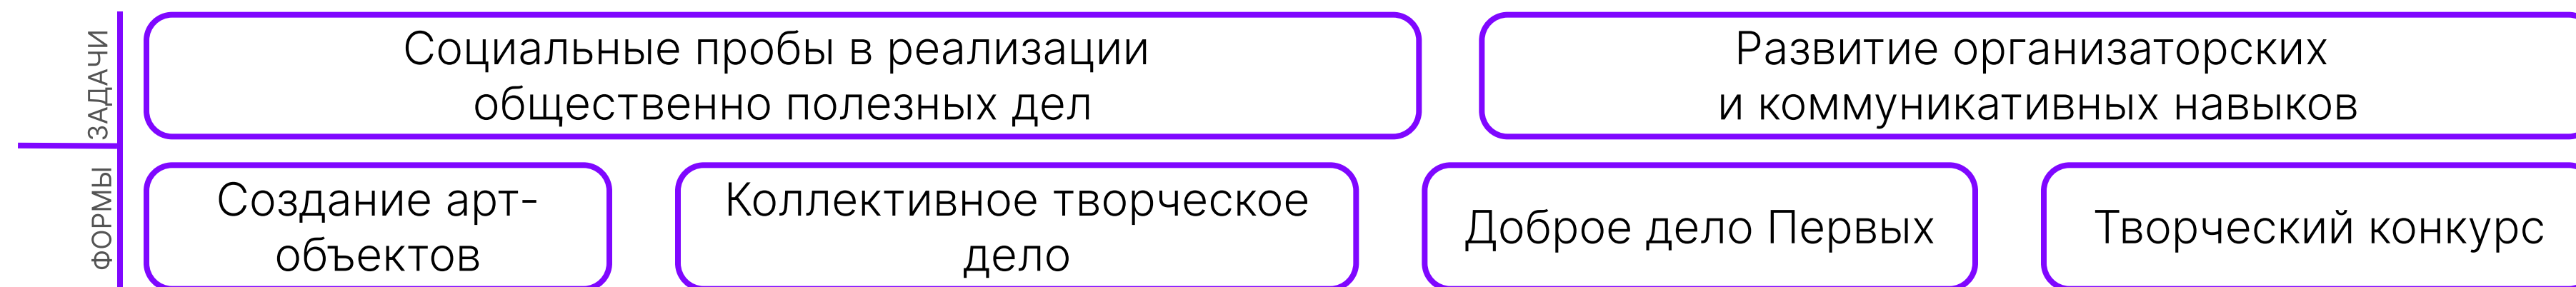 ЗАДАЧИ
Социальные пробы в реализации
общественно полезных дел
Развитие организаторских
и коммуникативных навыков
ФОРМЫ
Создание арт-
объектов
Коллективное творческое
дело
Доброе дело Первых
Творческий конкурс